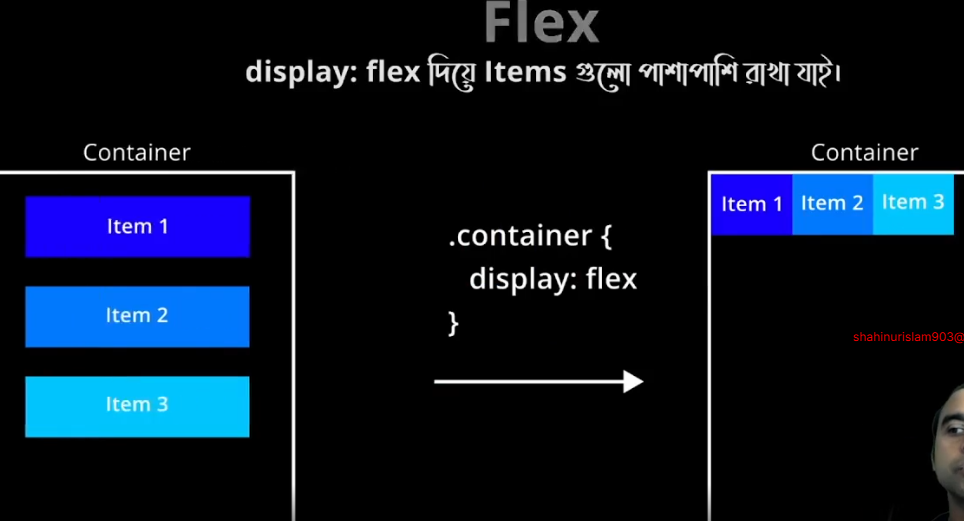 Flex
display: flex দিয়ে Items গুলো পাশাপাশি রাখা যাই।
Container
Item 1
Item 2
Item 3
.container {
display: flex
}
Container
Item 1 Item 2 Item 3
shahinurislam903@